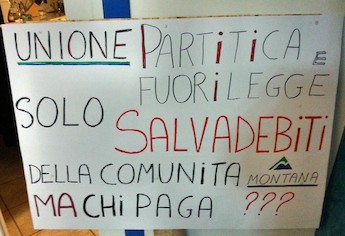 UNIONE PARTITICA E
FUORILEGGE
SOLO
SALVADEBITI
DELLA COMUNITA MONTANA
MA CHI PAGA ???